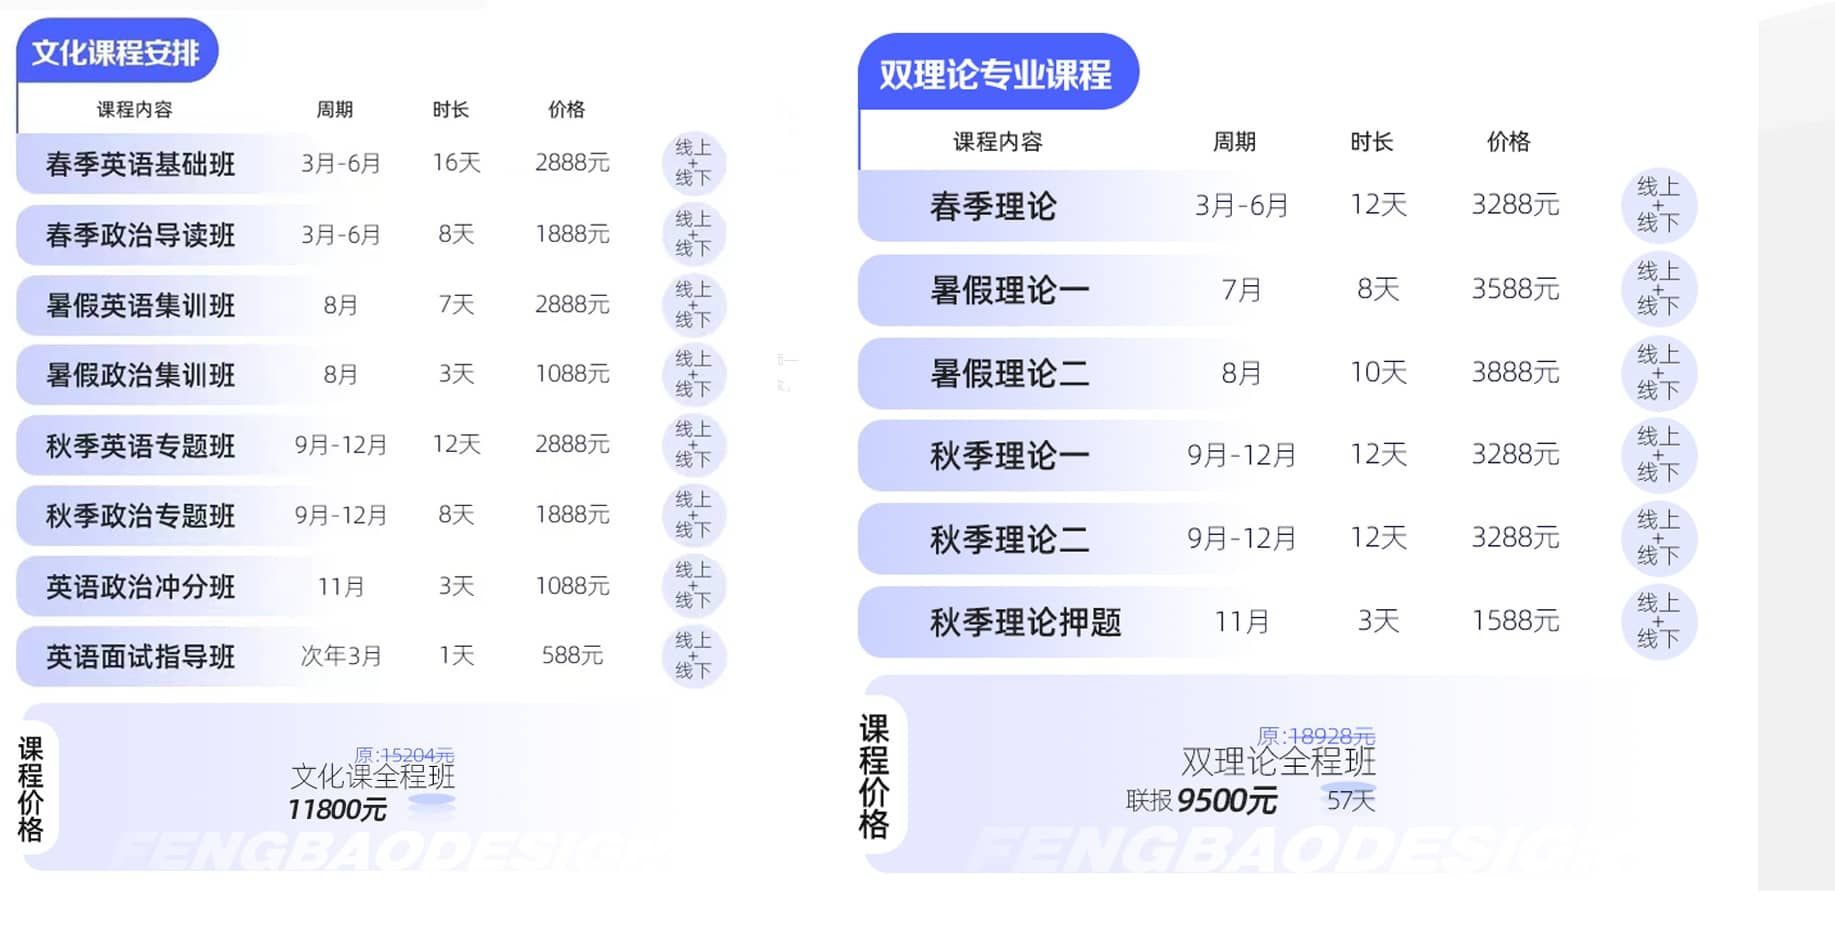 文化课程安排
课程内容 周期 时长 价格
春季英语基础班 3月-6月 16天 2888元 线上+线下
春季政治导读班 3月-6月 8天 1888元 线上+线下
暑假英语集训班 8月 7天 2888元 线上+线下
暑假政治集训班 8月 3天 1088元 线上+线下
秋季英语专题班 9月-12月 12天 2888元 线上+线下
秋季政治专题班 9月-12月 8天 1888元 线上+线下
英语政治冲分班 11月 3天 1088元 线上+线下
英语面试指导班 次年3月 1天 588元 线上+线下
课程价格
原:15204元
文化课全程班
11800元
FENGBAODESIGN
双理论专业课程
课程内容 周期 时长 价格
春季理论 3月-6月 12天 3288元 线上+线下
暑假理论一 7月 8天 3588元 线上+线下
暑假理论二 8月 10天 3888元 线上+线下
秋季理论一 9月-12月 12天 3288元 线上+线下
秋季理论二 9月-12月 12天 3288元 线上+线下
秋季理论押题 11月 3天 1588元 线上+线下
课程价格
原:18928元
双理论全程班
联报9500元 57天
FENGBAODESIGN